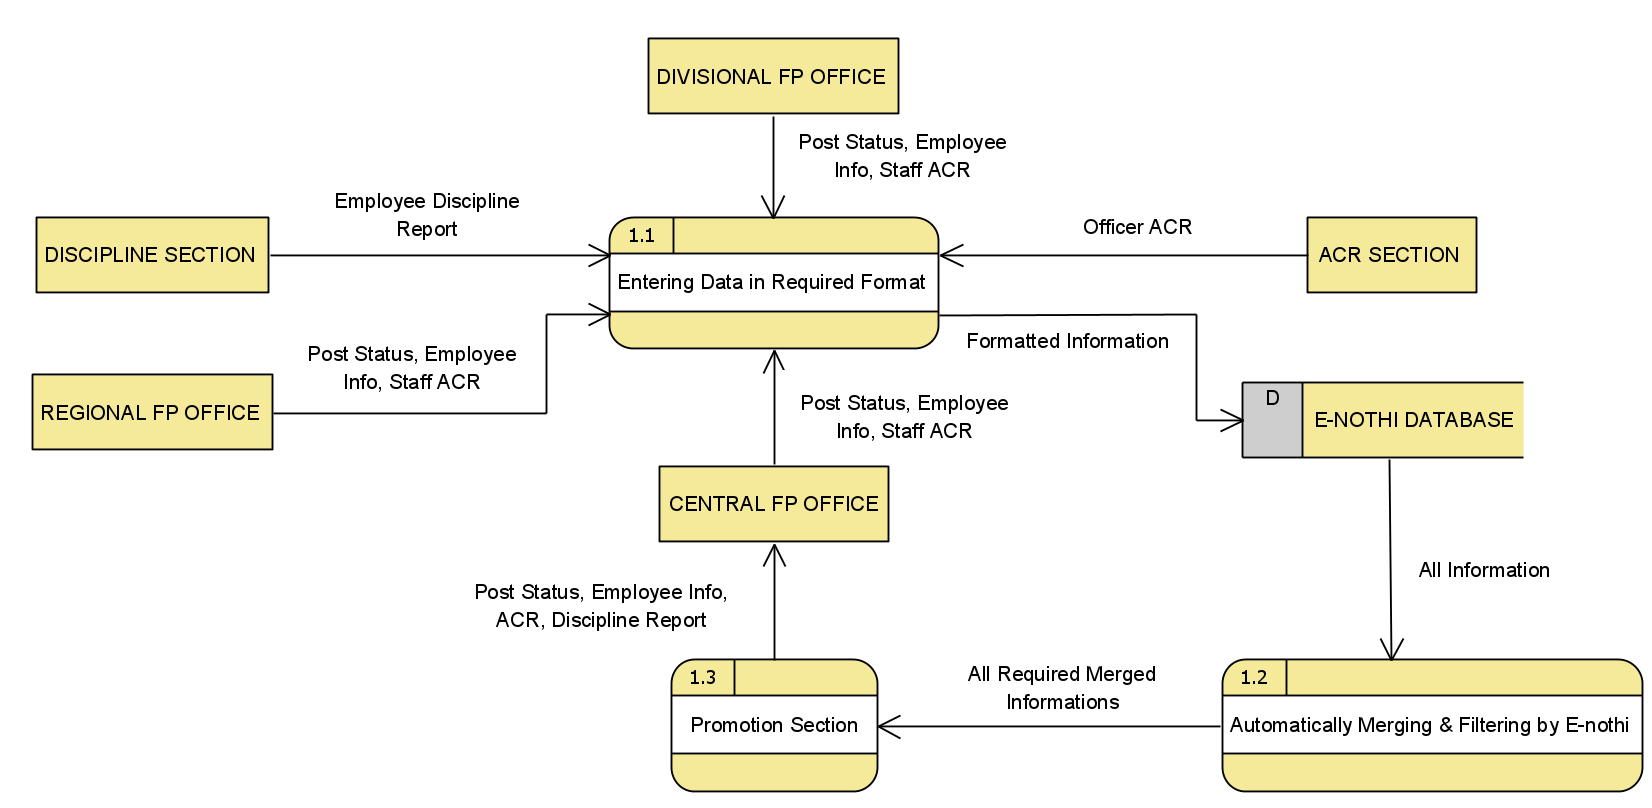 DIVISIONAL FP OFFICE
Post Status, Employee
Info, Staff ACR
Employee Discipline
Report
Officer ACR
DISCIPLINE SECTION
1.1
Entering Data in Required Format
ACR SECTION
Formatted Information
Post Status, Employee
Info, Staff ACR
REGIONAL FP OFFICE
Post Status, Employee
Info, Staff ACR
D
E-NOTHI DATABASE
CENTRAL FP OFFICE
All Information
Post Status, Employee Info,
ACR, Discipline Report
1.3
Promotion Section
All Required Merged
Informations
1.2
Automatically Merging & Filtering by E-nothi